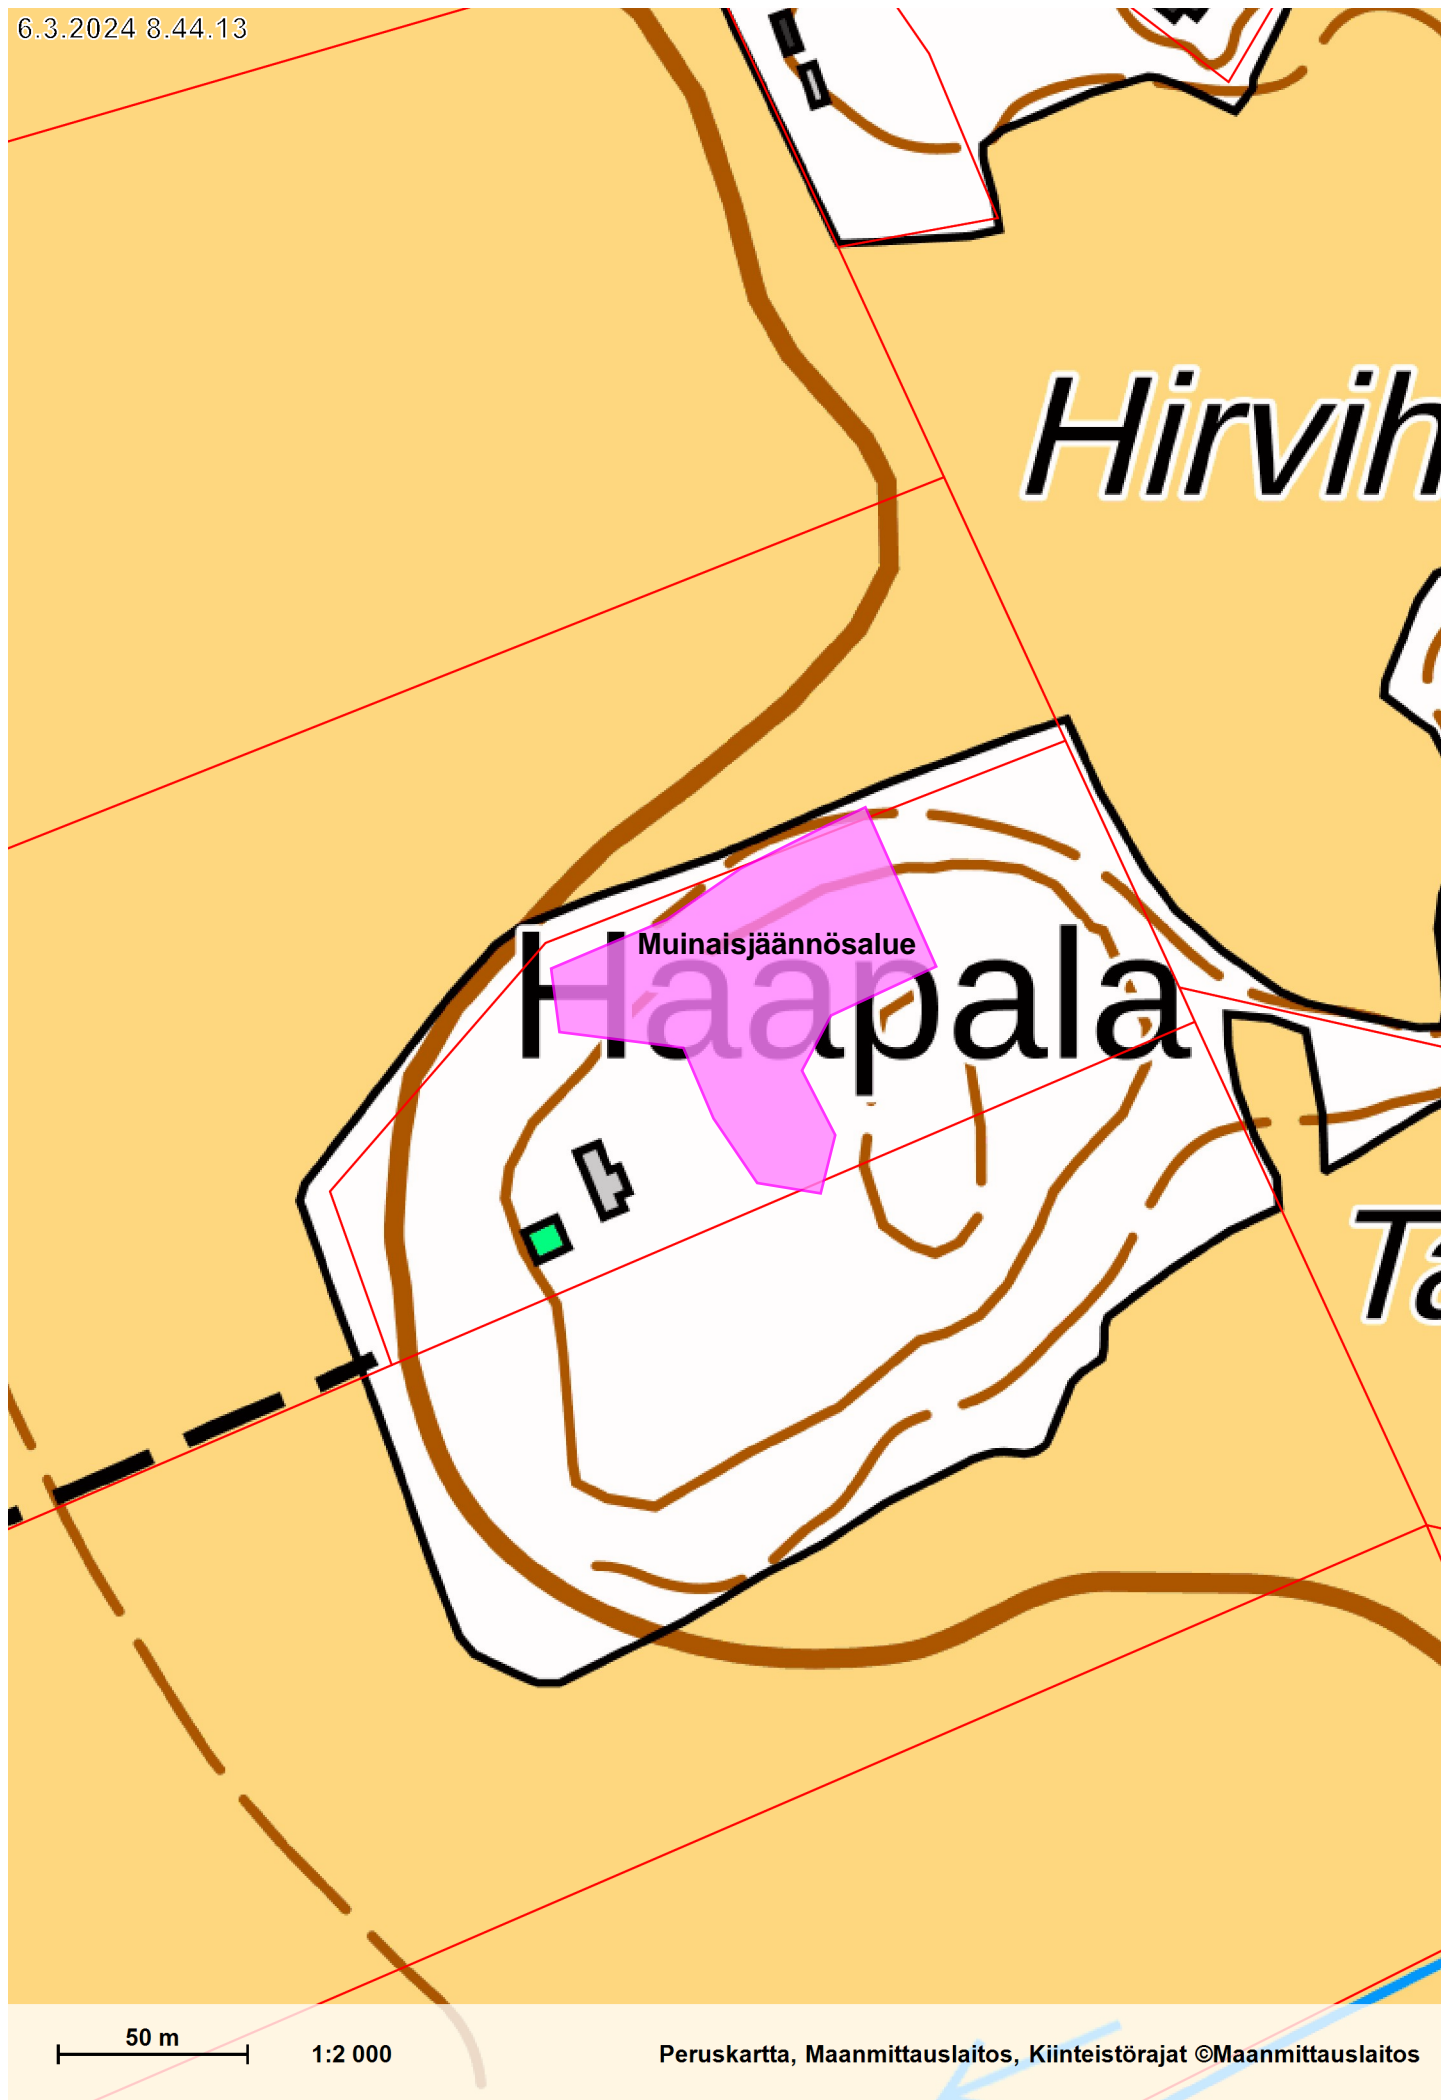 6.3.2024 8.44.13
Hirvih
Muinaisjäännösalue
Haapala
Ta
50 m
1:2 000
Peruskartta, Maanmittauslaitos, Kiinteistörajat ©Maanmittauslaitos